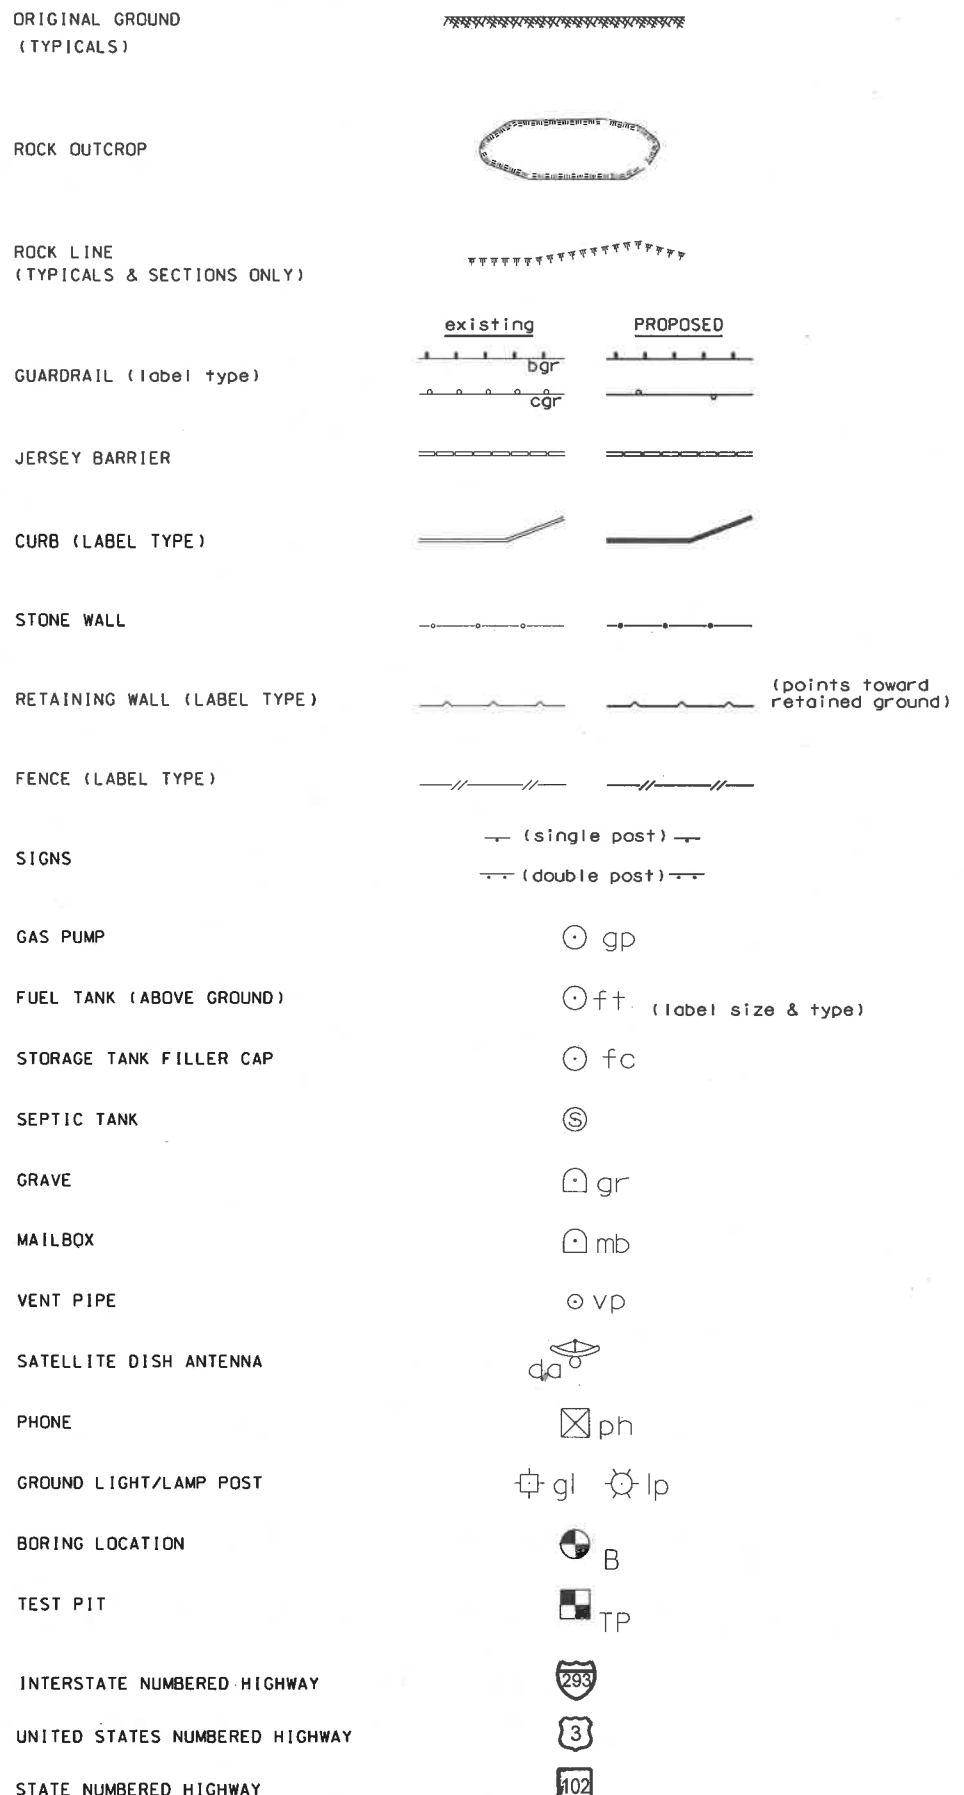 ORIGINAL GROUND
(TYPICALS)
ROCK OUTCROP
ROCK LINE
(TYPICALS & SECTIONS ONLY)
existing PROPOSED
GUARDRAIL (label type)
bgr
cgr
JERSEY BARRIER
CURB (LABEL TYPE)
STONE WALL
RETAINING WALL (LABEL TYPE)
(points toward
retained ground)
FENCE (LABEL TYPE)
SIGNS
(single post)
(double post)
GAS PUMP gp
FUEL TANK (ABOVE GROUND) ft (label size & type)
STORAGE TANK FILLER CAP fc
SEPTIC TANK S
GRAVE gr
MAILBOX mb
VENT PIPE vp
SATELLITE DISH ANTENNA da
PHONE ph
GROUND LIGHT/LAMP POST gl lp
BORING LOCATION B
TEST PIT TP
INTERSTATE NUMBERED HIGHWAY 293
UNITED STATES NUMBERED HIGHWAY 3
STATE NUMBERED HIGHWAY 102